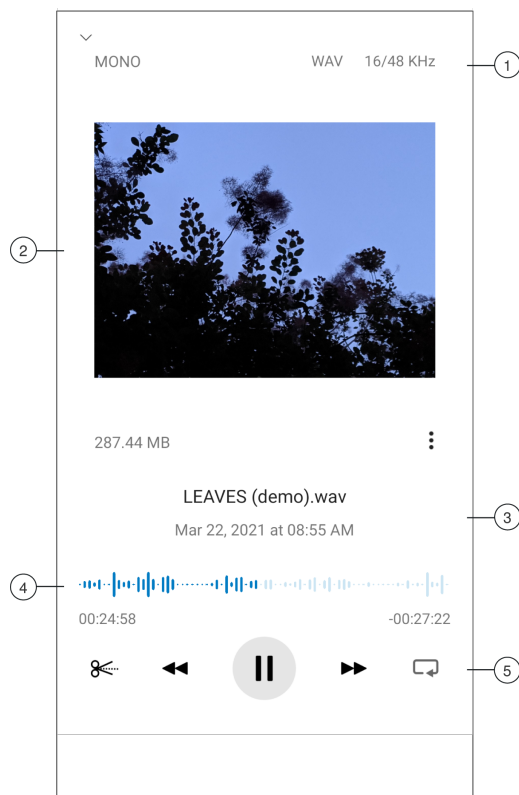 MONO WAV 16/48 KHz
1
2
287.44 MB
LEAVES (demo).wav
Mar 22, 2021 at 08:55 AM
3
4
00:24:58 -00:27:22
5